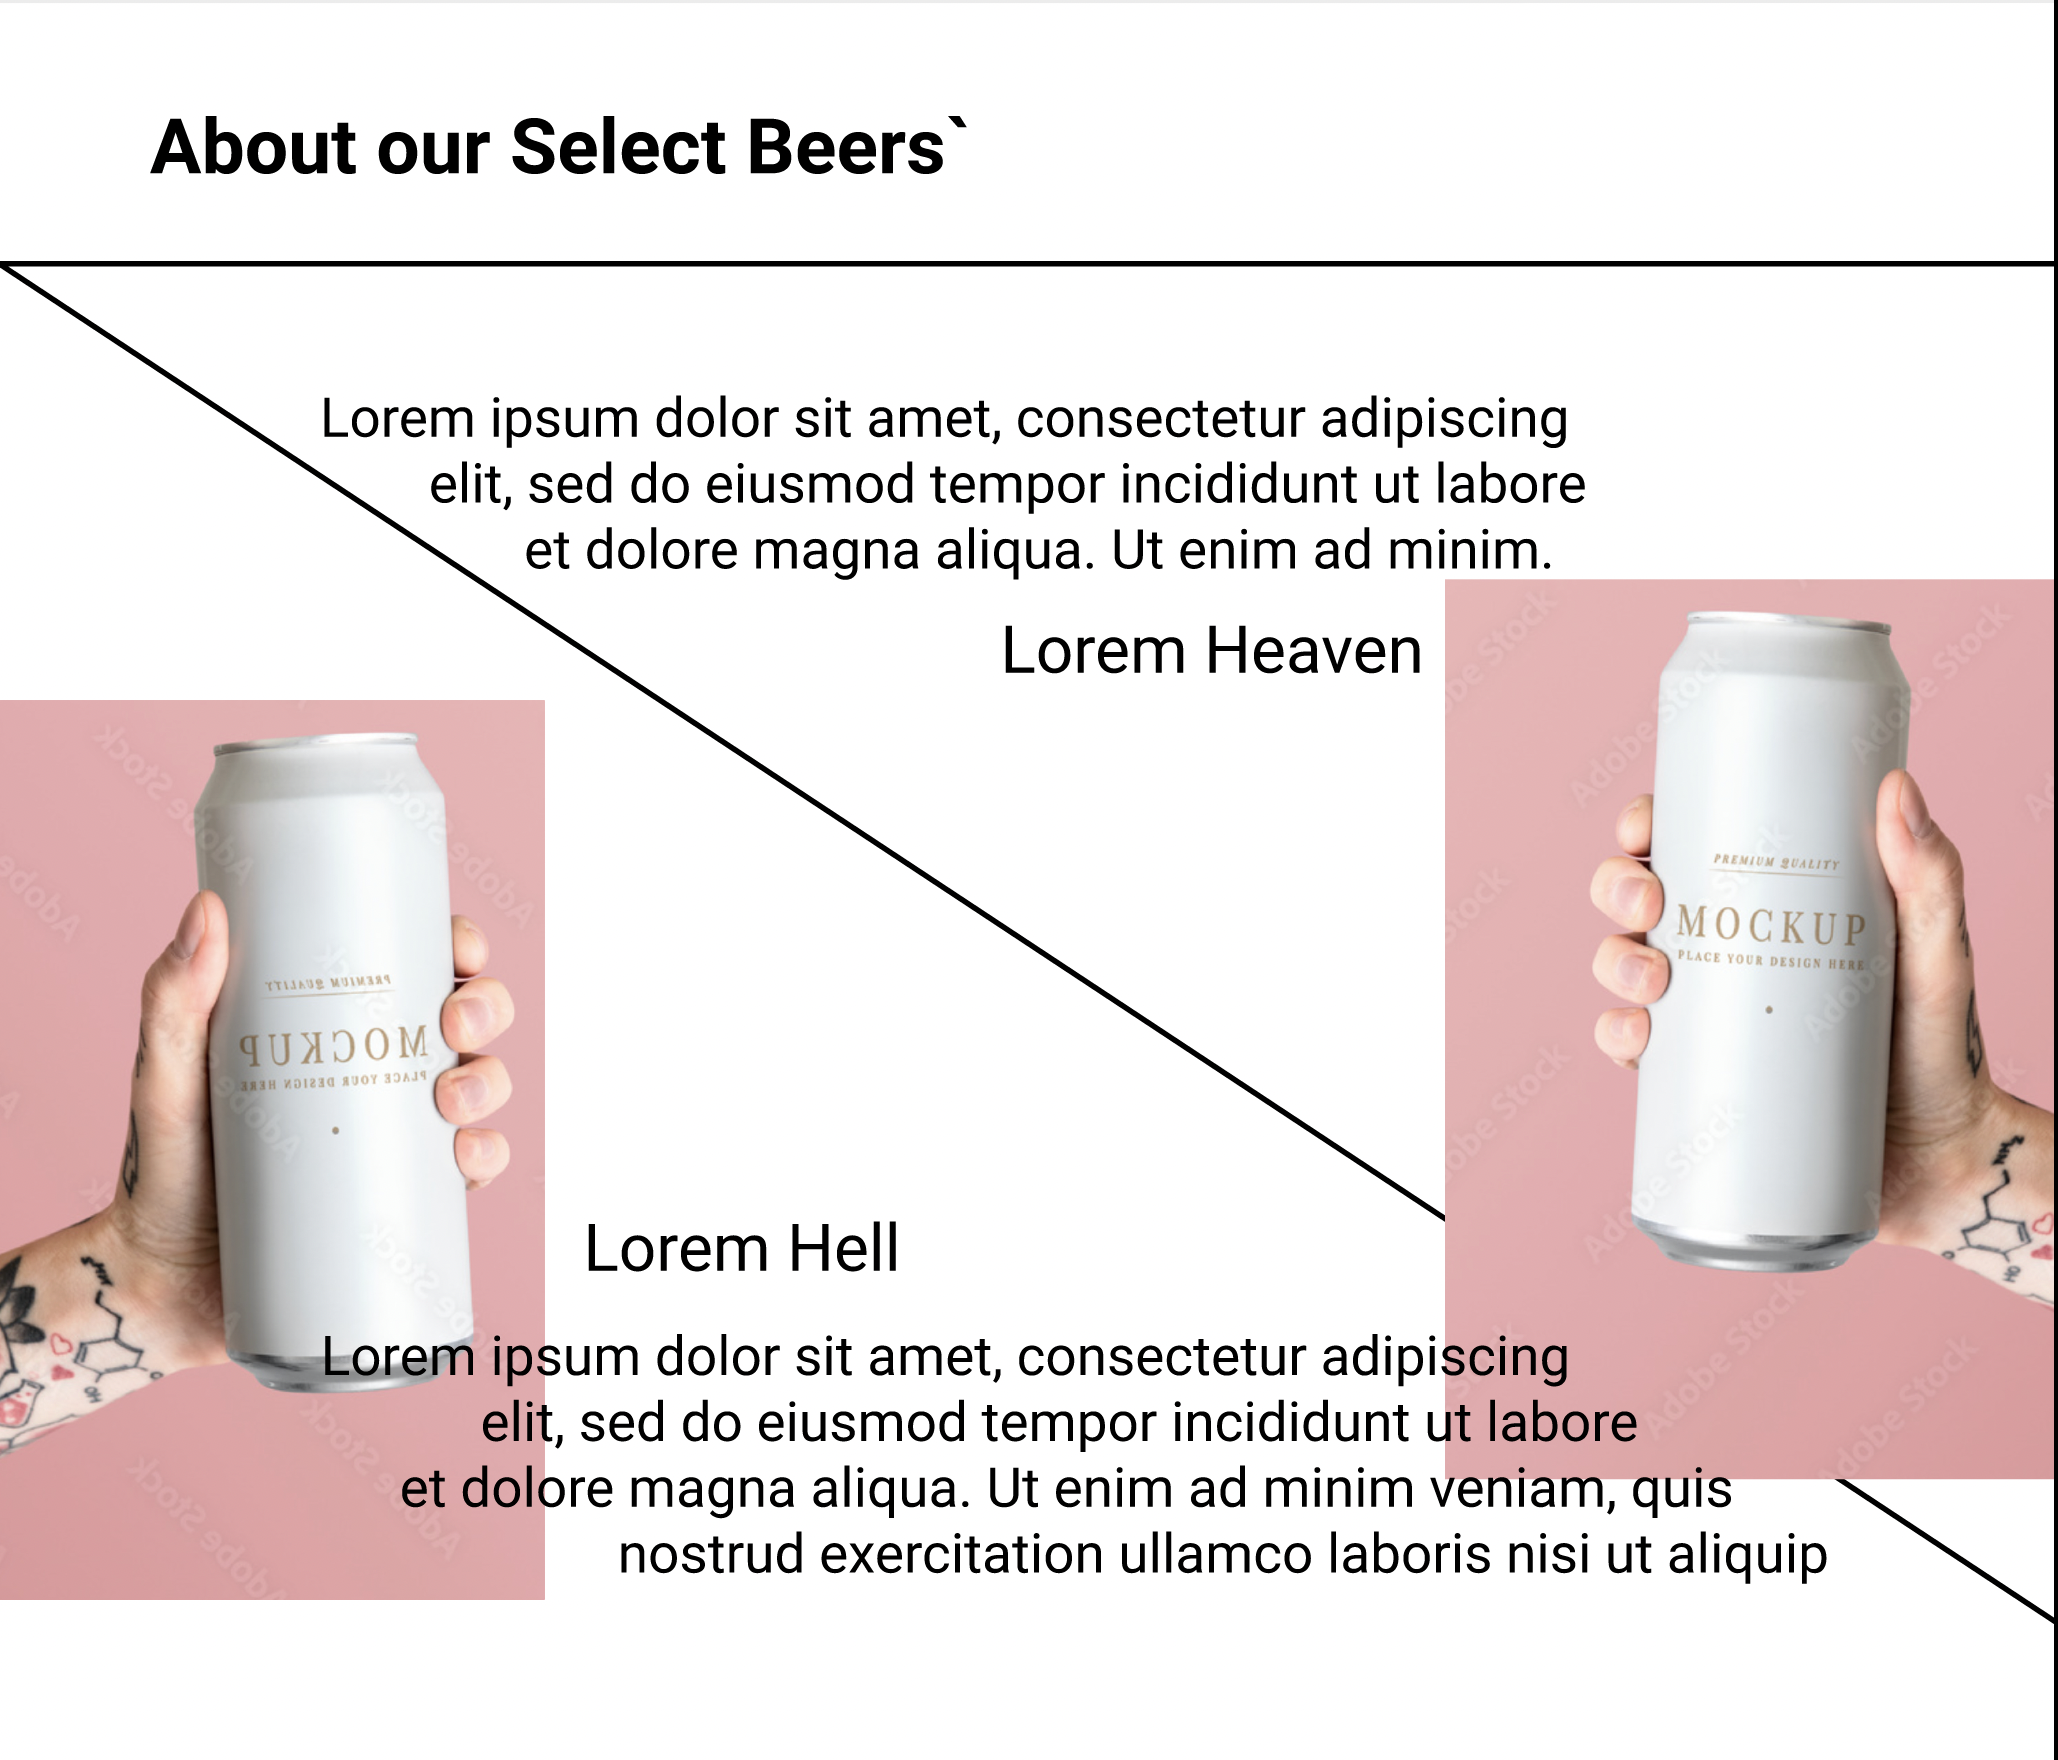 About our Select Beers`
Lorem ipsum dolor sit amet, consectetur adipiscing
elit, sed do eiusmod tempor incididunt ut labore
et dolore magna aliqua. Ut enim ad minim.
Lorem Heaven
Adobe Stock
PREMIUM QUALITY
MOCKUP
PLACE YOUR DESIGN HERE
PREMIUM QUALITY
MOCKUP
PLACE YOUR DESIGN HERE
Lorem Hell
Lorem ipsum dolor sit amet, consectetur adipiscing
elit, sed do eiusmod tempor incididunt ut labore
et dolore magna aliqua. Ut enim ad minim veniam, quis
nostrud exercitation ullamco laboris nisi ut aliquip